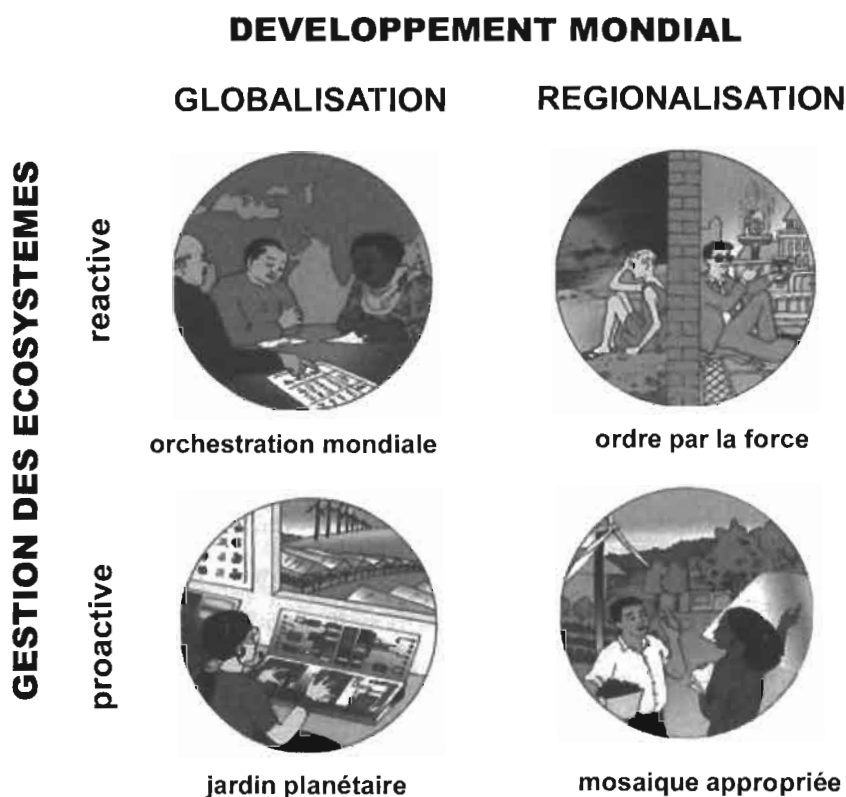 DEVELOPPEMENT MONDIAL
GLOBALISATION
REGIONALISATION
GESTION DES ECOSYSTEMES
reactive
orchestration mondiale
ordre par la force
proactive
jardin planétaire
mosaique appropriée